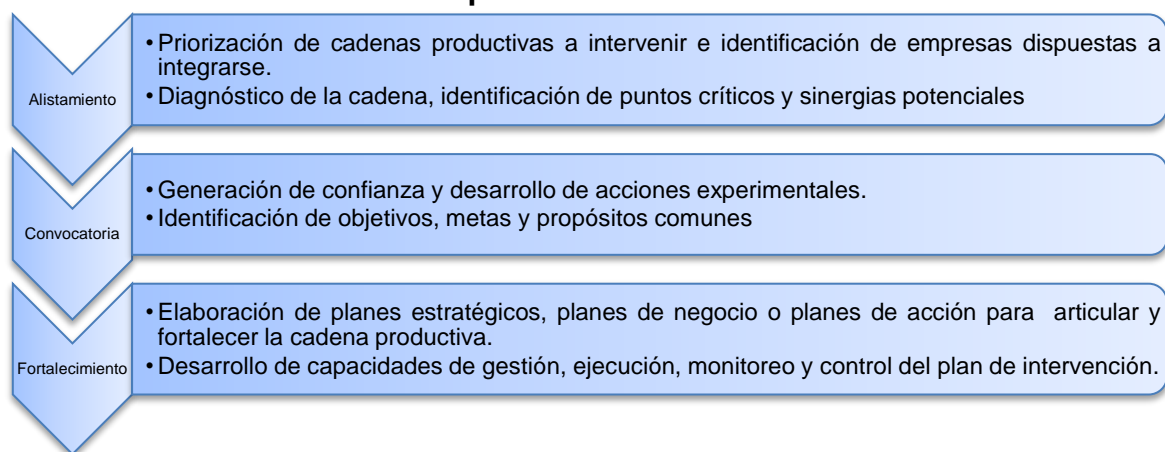 • Priorización de cadenas productivas a intervenir e identificación de empresas dispuestas a
integrarse.
Alistamiento
• Diagnóstico de la cadena, identificación de puntos críticos y sinergias potenciales
• Generación de confianza y desarrollo de acciones experimentales.
• Identificación de objetivos, metas y propósitos comunes
Convocatoria
• Elaboración de planes estratégicos, planes de negocio o planes de acción para articular y
fortalecer la cadena productiva.
Fortalecimiento
• Desarrollo de capacidades de gestión, ejecución, monitoreo y control del plan de intervención.